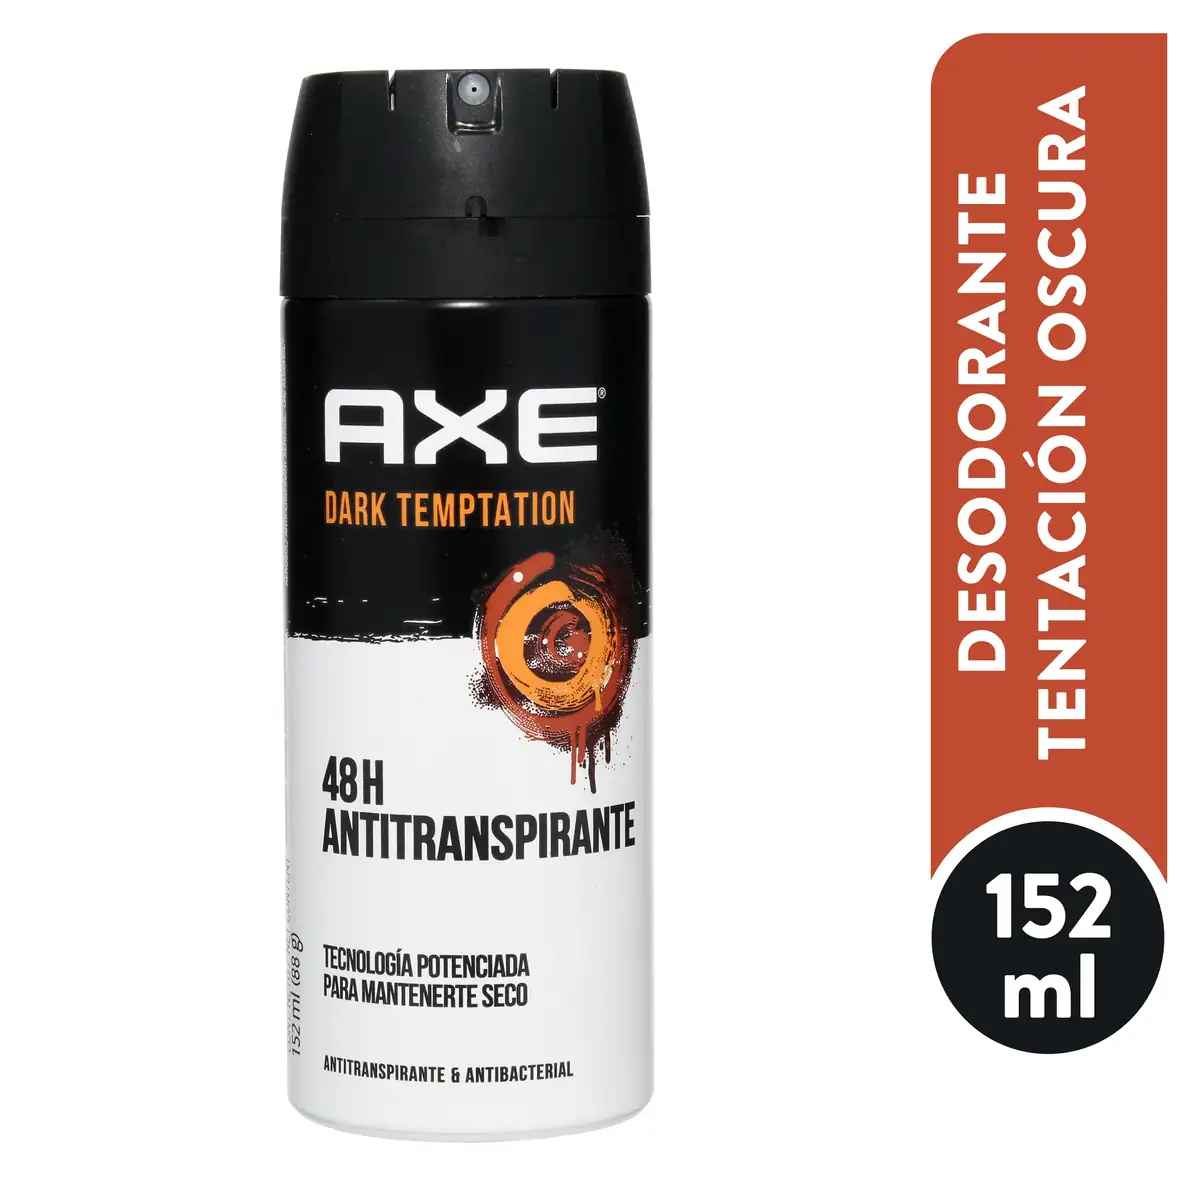 AXE®
DARK TEMPTATION
48H
ANTITRANSPIRANTE
TECNOLOGÍA POTENCIADA
PARA MANTENERTE SECO
ANTITRANSPIRANTE & ANTIBACTERIAL
152 ml (88 g)
DESODORANTE
TENTACIÓN OSCURA
152
ml